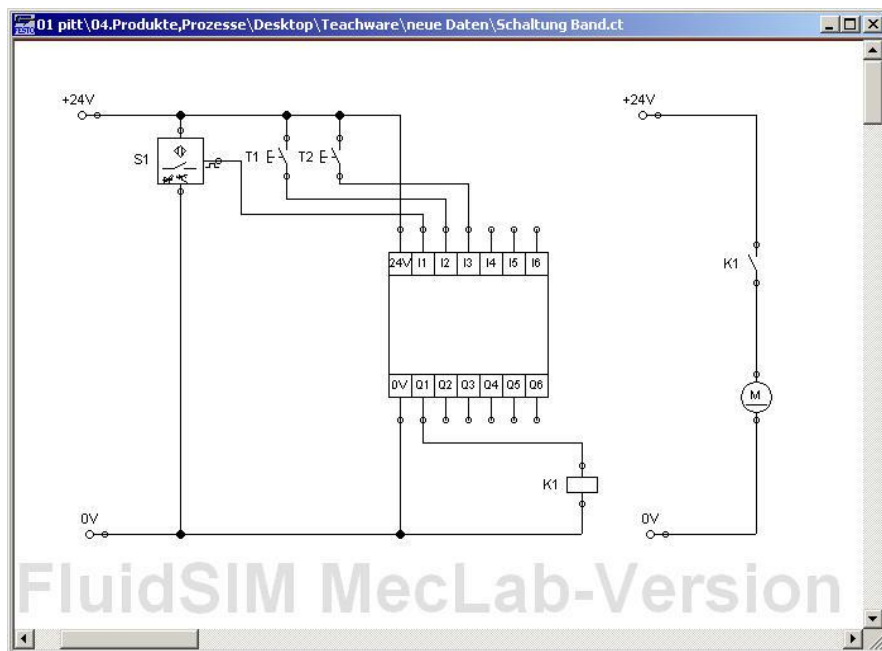 FESTO 01 pitt\04.Produkte,Prozesse\Desktop\Teachware\neue Daten\Schaltung Band.ct
+24V
+24V
S1
T1
T2
24V I1 I2 I3 I4 I5 I6
K1
0V Q1 Q2 Q3 Q4 Q5 Q6
M
K1
0V
0V
FluidSIM MecLab-Version